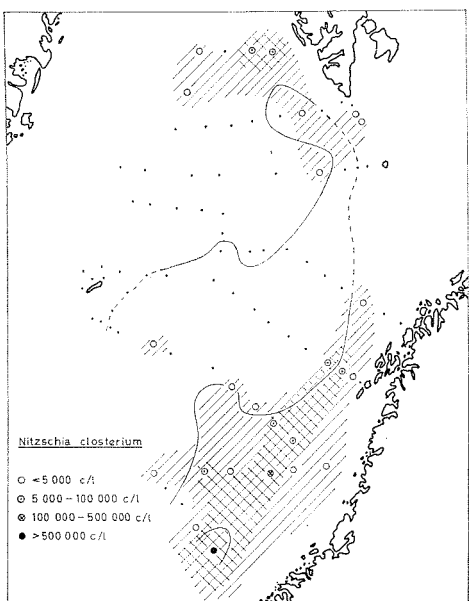 Nitzschia closterium
<5 000 c/l
5 000 – 100 000 c/l
100 000 – 500 000 c/l
>500 000 c/l